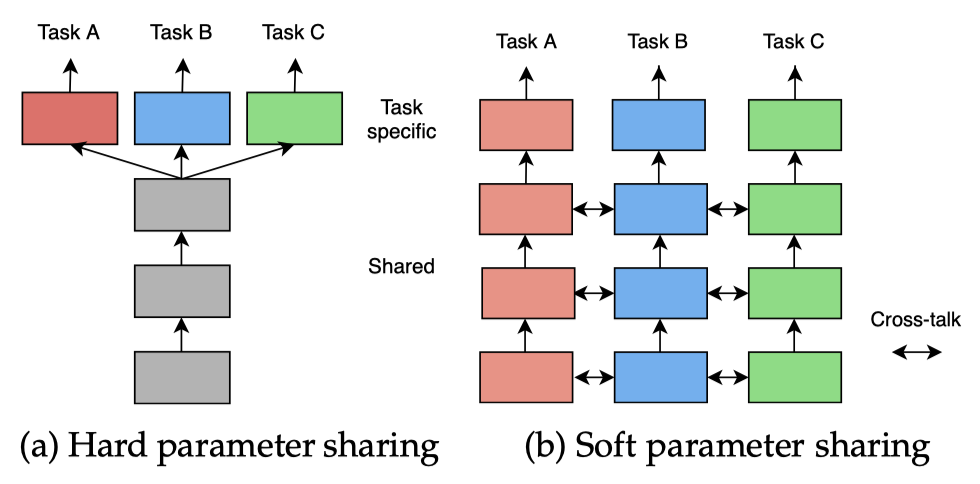 Task A
Task B
Task C
Task
specific
Shared
(a) Hard parameter sharing
Task A
Task B
Task C
Cross-talk
(b) Soft parameter sharing